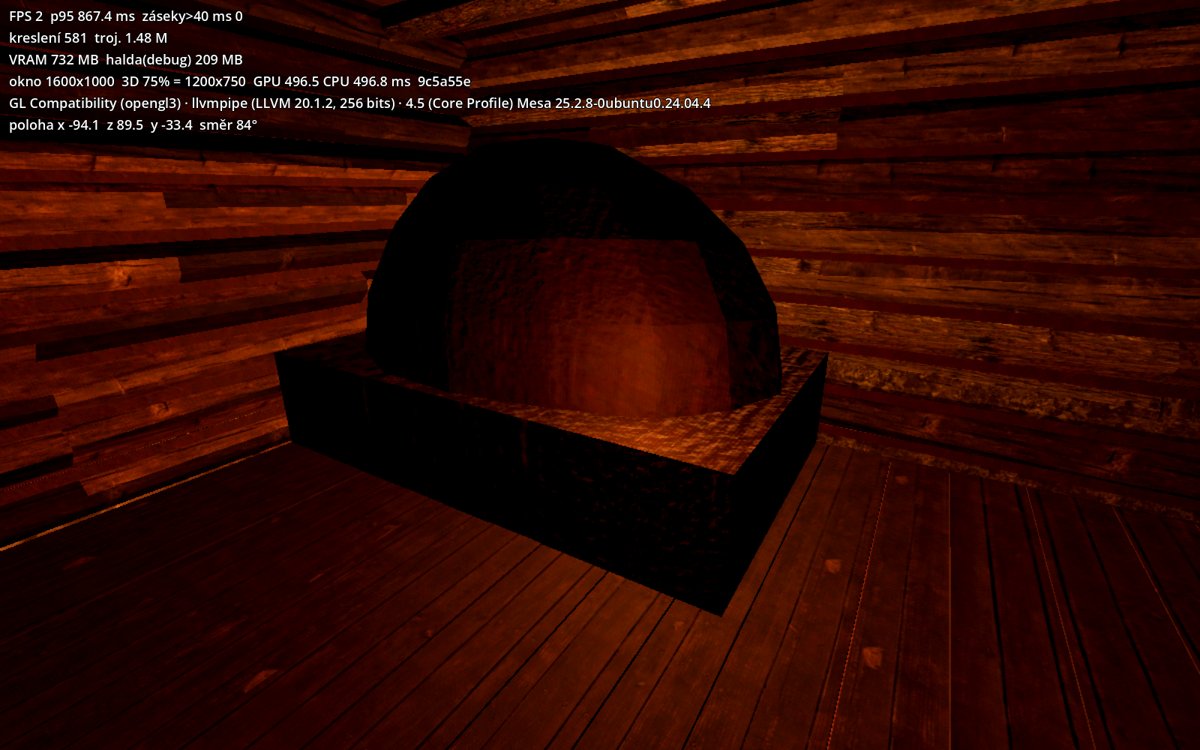 FPS 2 p95 867.4 ms záseky>40 ms 0
kreslení 581 troj. 1.48 M
VRAM 732 MB halda(debug) 209 MB
okno 1600x1000 3D 75% = 1200x750 GPU 496.5 CPU 496.8 ms 9c5a55e
GL Compatibility (opengl3) · llvmpipe (LLVM 20.1.2, 256 bits) · 4.5 (Core Profile) Mesa 25.2.8-0ubuntu0.24.04.4
poloha x -94.1 z 89.5 y -33.4 směr 84°